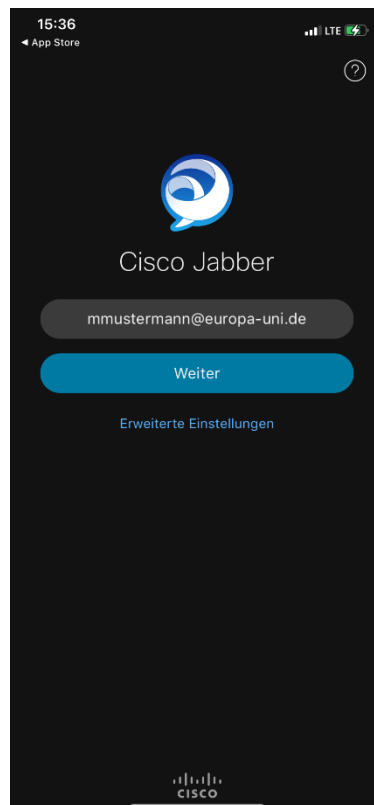 15:36
LTE
◀ App Store
?
Cisco Jabber
mmustermann@europa-uni.de
Weiter
Erweiterte Einstellungen
CISCO